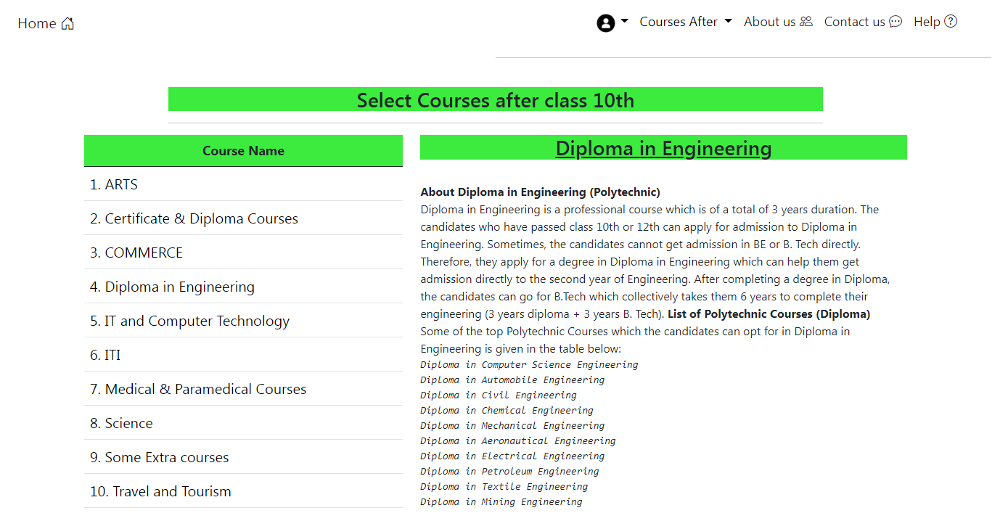 Home
Courses After
About us
Contact us
Help
Select Courses after class 10th
Course Name
1. ARTS
2. Certificate & Diploma Courses
3. COMMERCE
4. Diploma in Engineering
5. IT and Computer Technology
6. ITI
7. Medical & Paramedical Courses
8. Science
9. Some Extra courses
10. Travel and Tourism
Diploma in Engineering
About Diploma in Engineering (Polytechnic)
Diploma in Engineering is a professional course which is of a total of 3 years duration. The
candidates who have passed class 10th or 12th can apply for admission to Diploma in
Engineering. Sometimes, the candidates cannot get admission in BE or B. Tech directly.
Therefore, they apply for a degree in Diploma in Engineering which can help them get
admission directly to the second year of Engineering. After completing a degree in Diploma,
the candidates can go for B.Tech which collectively takes them 6 years to complete their
engineering (3 years diploma + 3 years B. Tech). List of Polytechnic Courses (Diploma)
Some of the top Polytechnic Courses which the candidates can opt for in Diploma in
Engineering is given in the table below:
Diploma in Computer Science Engineering
Diploma in Automobile Engineering
Diploma in Civil Engineering
Diploma in Chemical Engineering
Diploma in Mechanical Engineering
Diploma in Aeronautical Engineering
Diploma in Electrical Engineering
Diploma in Petroleum Engineering
Diploma in Textile Engineering
Diploma in Mining Engineering